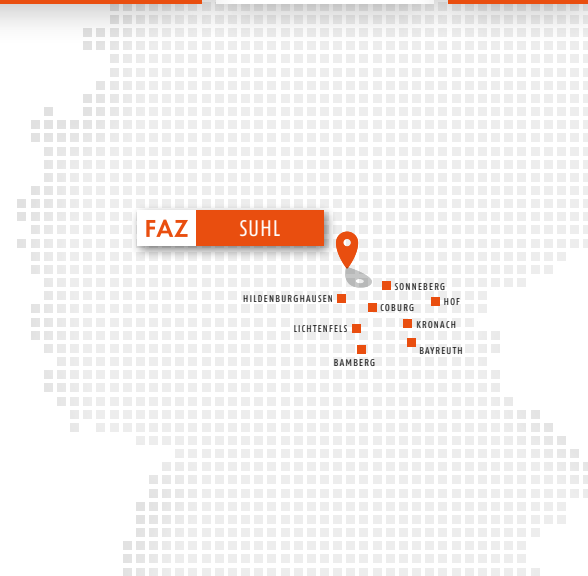 FAZ SUHL
SONNEBERG
HILDENBURGHAUSEN
HOF
COBURG
KRONACH
LICHTENFELS
BAYREUTH
BAMBERG